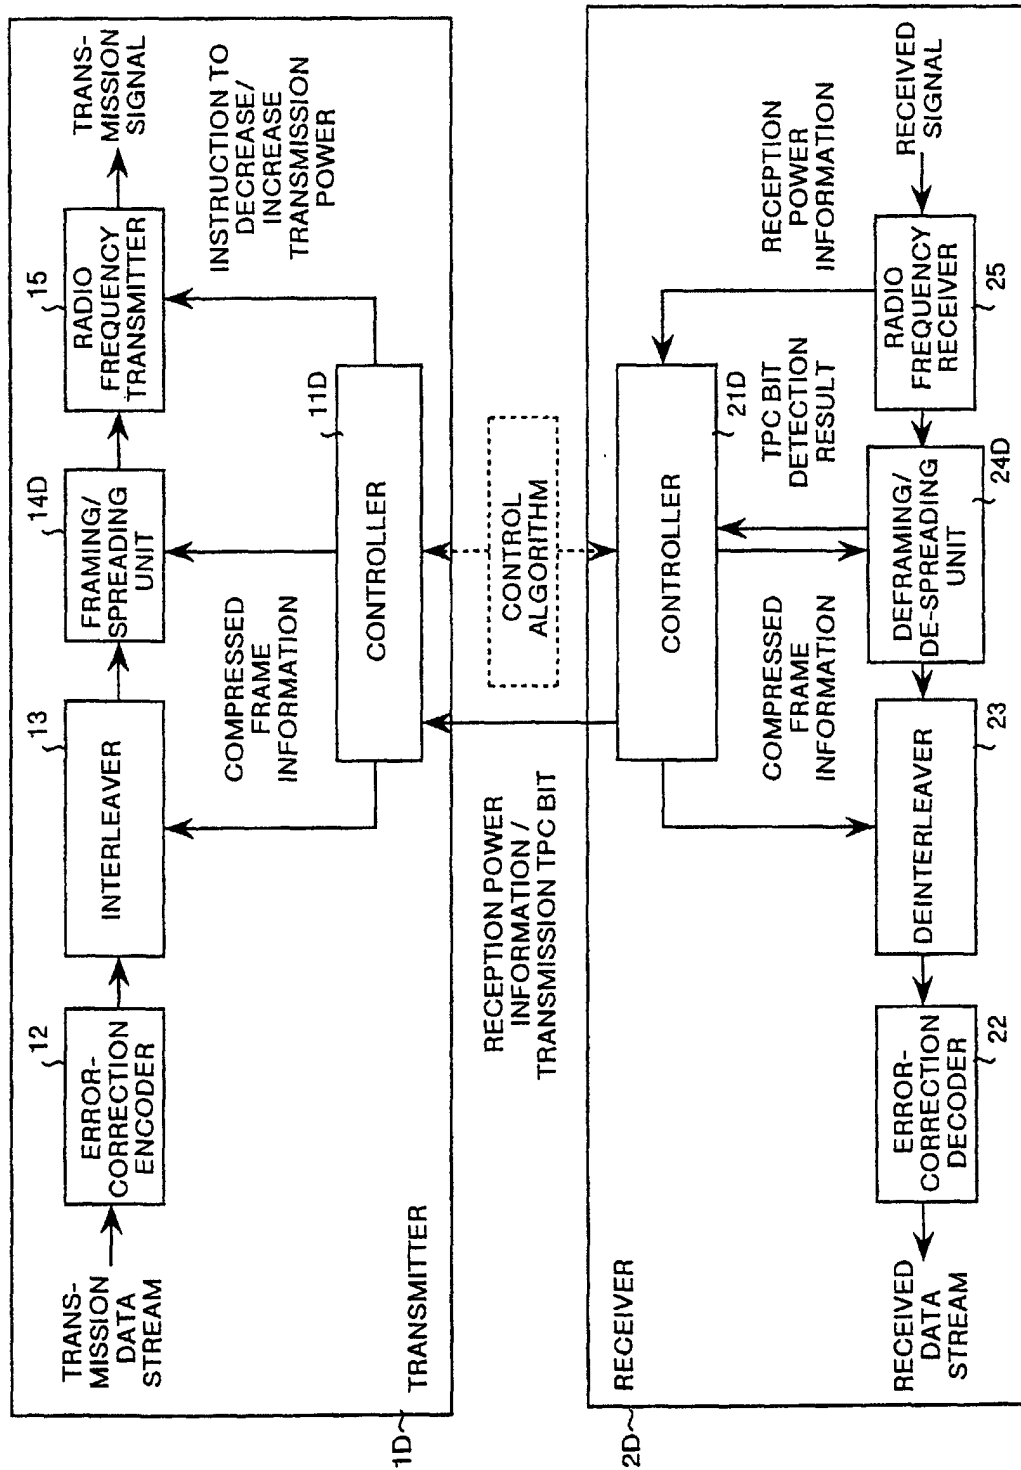 TRANS-
MISSION
DATA
STREAM
12
ERROR-
CORRECTION
ENCODER
13
INTERLEAVER
14D
FRAMING/
SPREADING
UNIT
15
RADIO
FREQUENCY
TRANSMITTER
TRANS-
MISSION
SIGNAL
COMPRESSED
FRAME
INFORMATION
INSTRUCTION TO
DECREASE/
INCREASE
TRANSMISSION
POWER
11D
CONTROLLER
TRANSMITTER
1D
RECEPTION POWER
INFORMATION /
TRANSMISSION TPC BIT
CONTROL
ALGORITHM
2D
RECEIVER
CONTROLLER
21D
COMPRESSED
FRAME
INFORMATION
TPC BIT
DETECTION
RESULT
RECEPTION
POWER
INFORMATION
RECEIVED
DATA
STREAM
ERROR-
CORRECTION
DECODER
22
DEINTERLEAVER
23
DEFRAMING/
DE-SPREADING
UNIT
24D
RADIO
FREQUENCY
RECEIVER
25
RECEIVED
SIGNAL